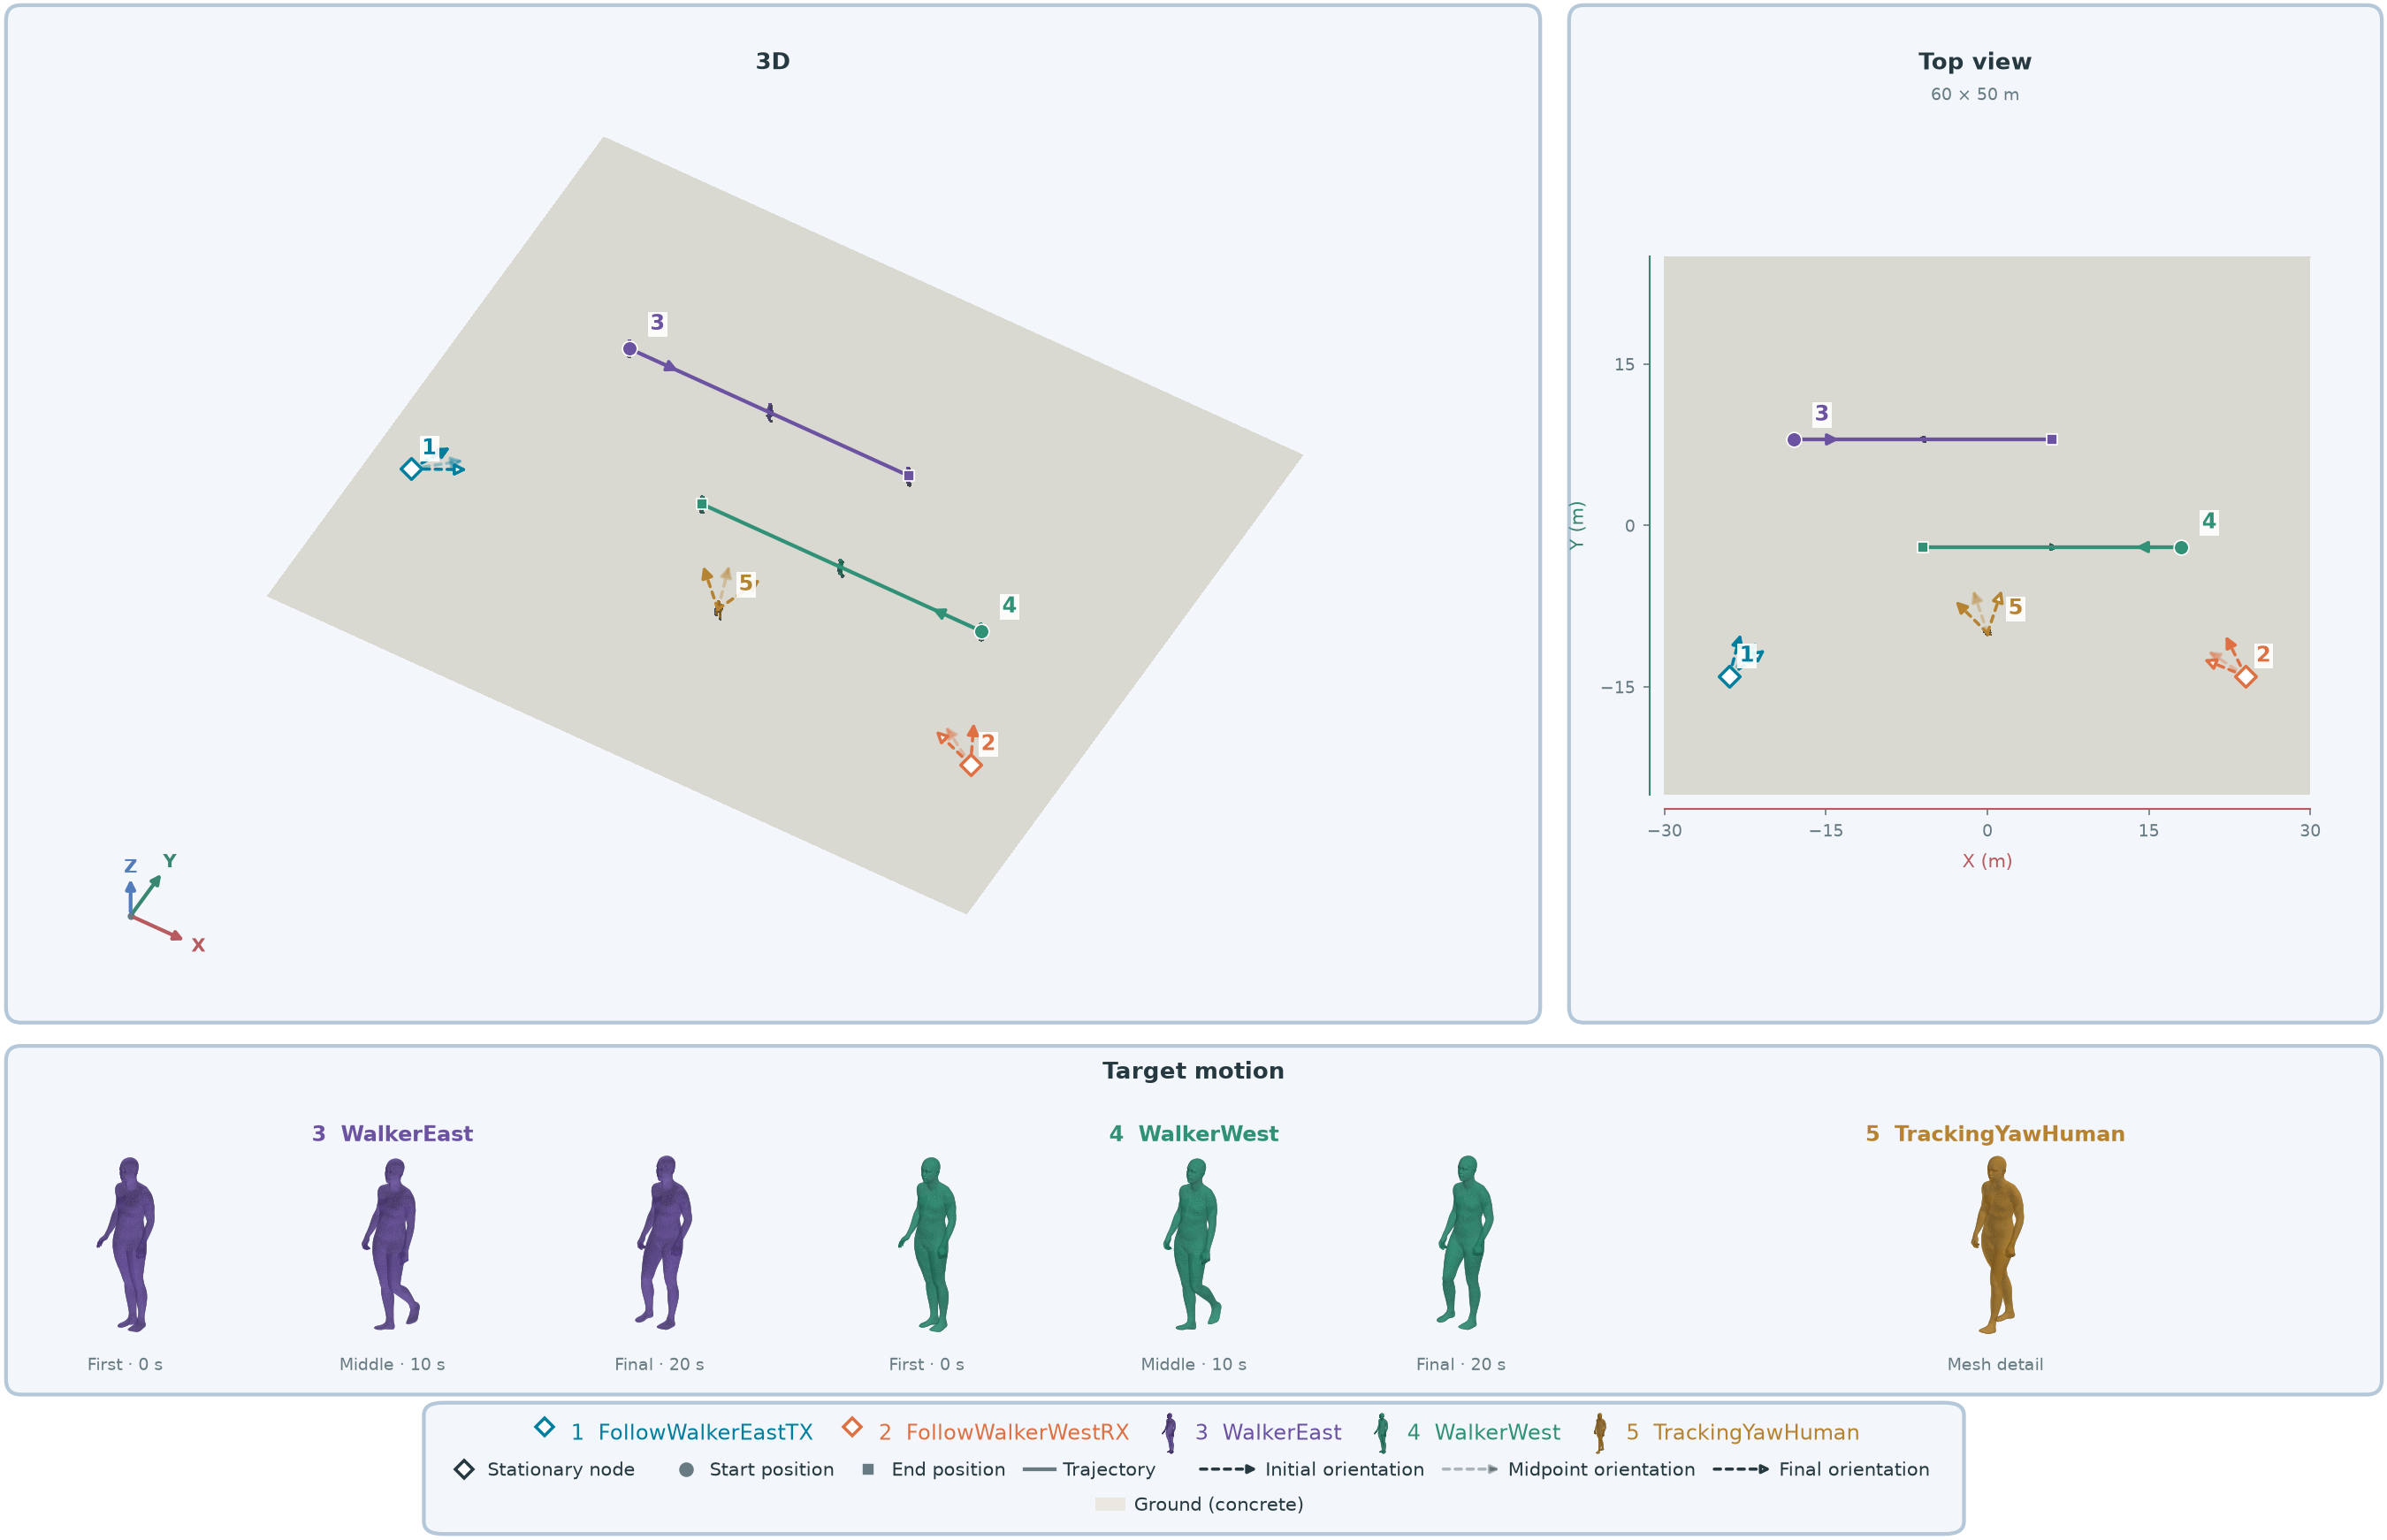 3D
3
1
5
4
2
Z
Y
X
Top view
60 × 50 m
15
0
−15
Y (m)
3
4
5
1
2
−30
−15
0
15
30
X (m)
Target motion
3 WalkerEast
4 WalkerWest
5 TrackingYawHuman
First · 0 s
Middle · 10 s
Final · 20 s
First · 0 s
Middle · 10 s
Final · 20 s
Mesh detail
1 FollowWalkerEastTX
2 FollowWalkerWestRX
3 WalkerEast
4 WalkerWest
5 TrackingYawHuman
Stationary node
Start position
End position
Trajectory
Initial orientation
Midpoint orientation
Final orientation
Ground (concrete)